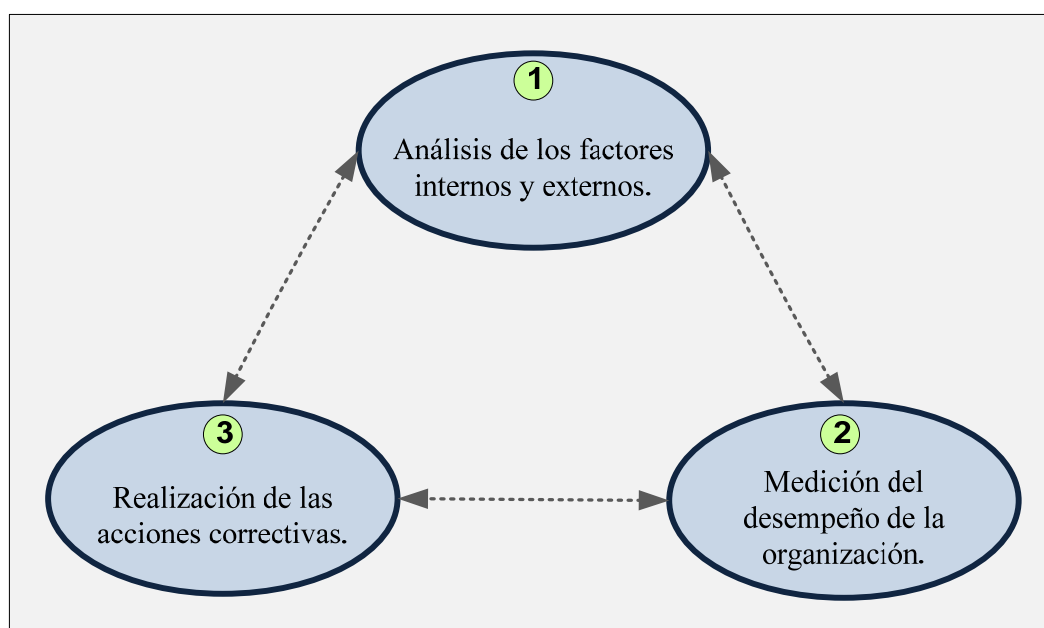 1
Análisis de los factores
internos y externos.
3
Realización de las
acciones correctivas.
2
Medición del
desempeño de la
organización.